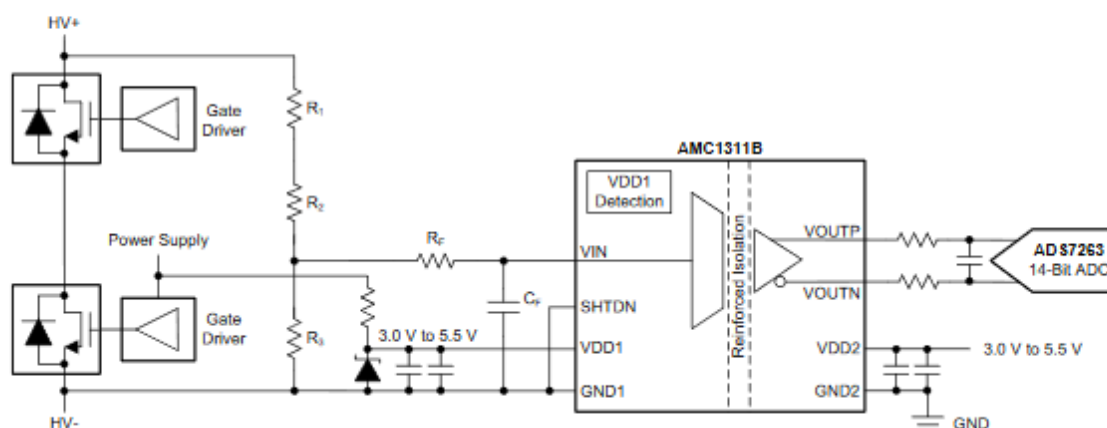 HV+
Gate
Driver
R1
R2
Power Supply
Gate
Driver
R3
HV-
RF
CF
3.0 V to 5.5 V
AMC1311B
VDD1
Detection
VIN
SHTDN
VDD1
GND1
Reinforced Isolation
VOUTP
VOUTN
VDD2
GND2
ADS7263
14-Bit ADC
3.0 V to 5.5 V
GND